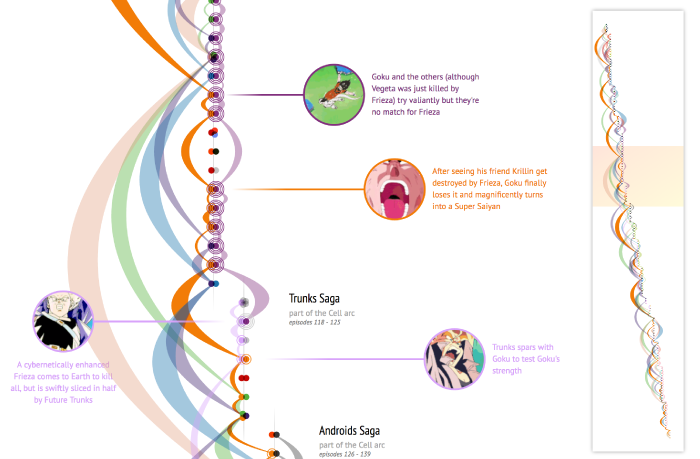 Goku and the others (although
Vegeta was just killed by
Frieza) try valiantly but they're
no match for Frieza
After seeing his friend Krillin get
destroyed by Frieza, Goku finally
loses it and magnificently turns
into a Super Saiyan
Trunks Saga
part of the Cell arc
episodes 118 - 125
A cybernetically enhanced
Frieza comes to Earth to kill
all, but is swiftly sliced in half
by Future Trunks
Trunks spars with
Goku to test Goku's
strength
Androids Saga
part of the Cell arc
episodes 126 - 139